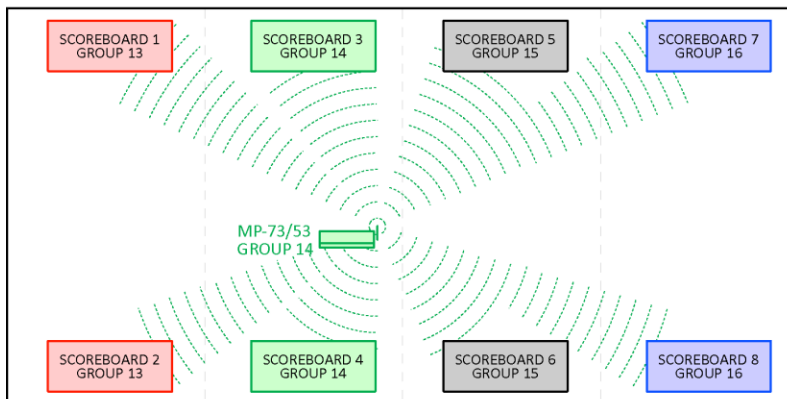 SCOREBOARD 1
GROUP 13
SCOREBOARD 3
GROUP 14
SCOREBOARD 5
GROUP 15
SCOREBOARD 7
GROUP 16
MP-73/53
GROUP 14
SCOREBOARD 2
GROUP 13
SCOREBOARD 4
GROUP 14
SCOREBOARD 6
GROUP 15
SCOREBOARD 8
GROUP 16